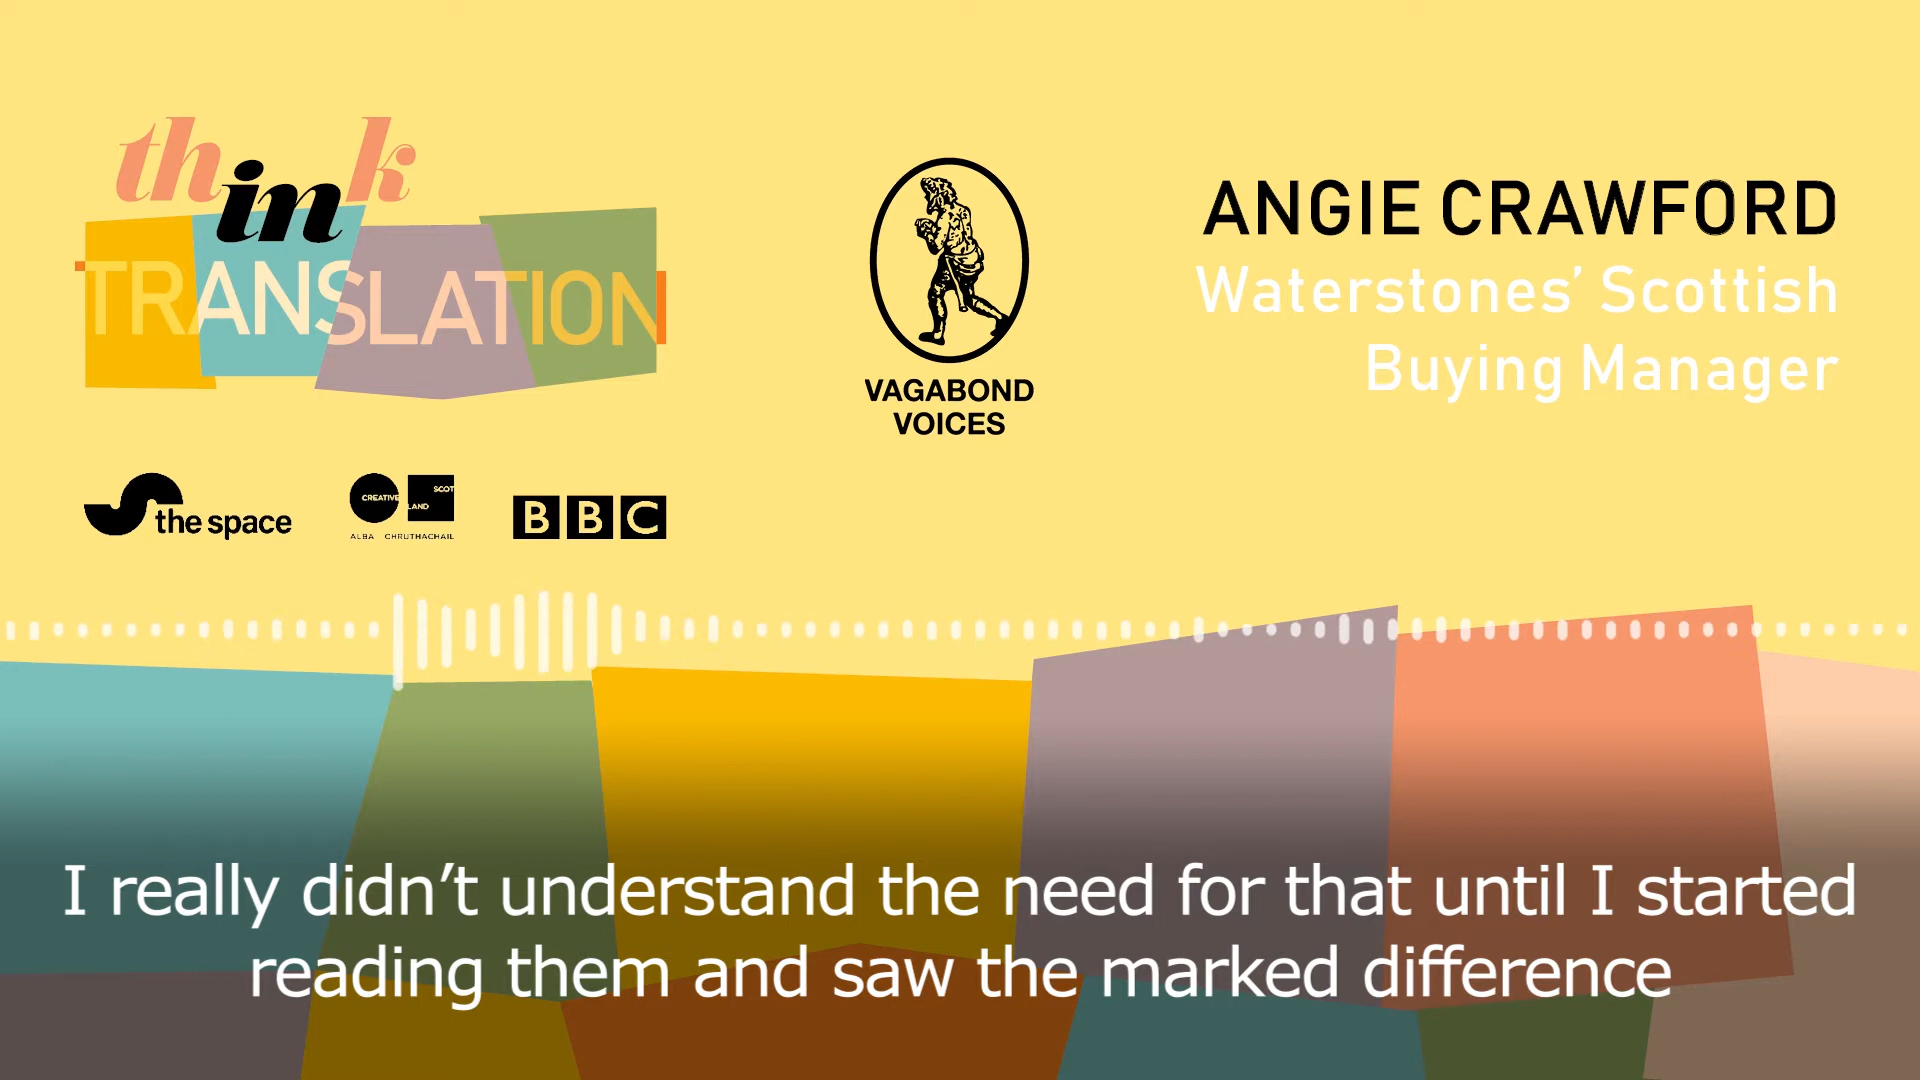 think
TRANSLATION
VAGABOND
VOICES
ANGIE CRAWFORD
Waterstones’ Scottish
Buying Manager
the space
CREATIVE SCOT
LAND
ALBA CHRUTHACHAIL
BBC
I really didn’t understand the need for that until I started
reading them and saw the marked difference